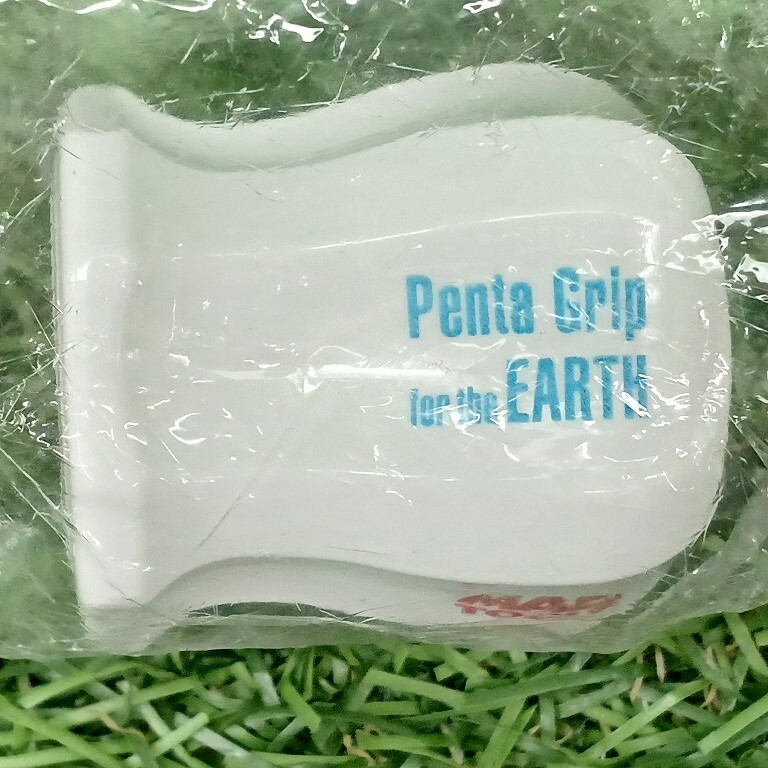 Penta Grip
for the EARTH